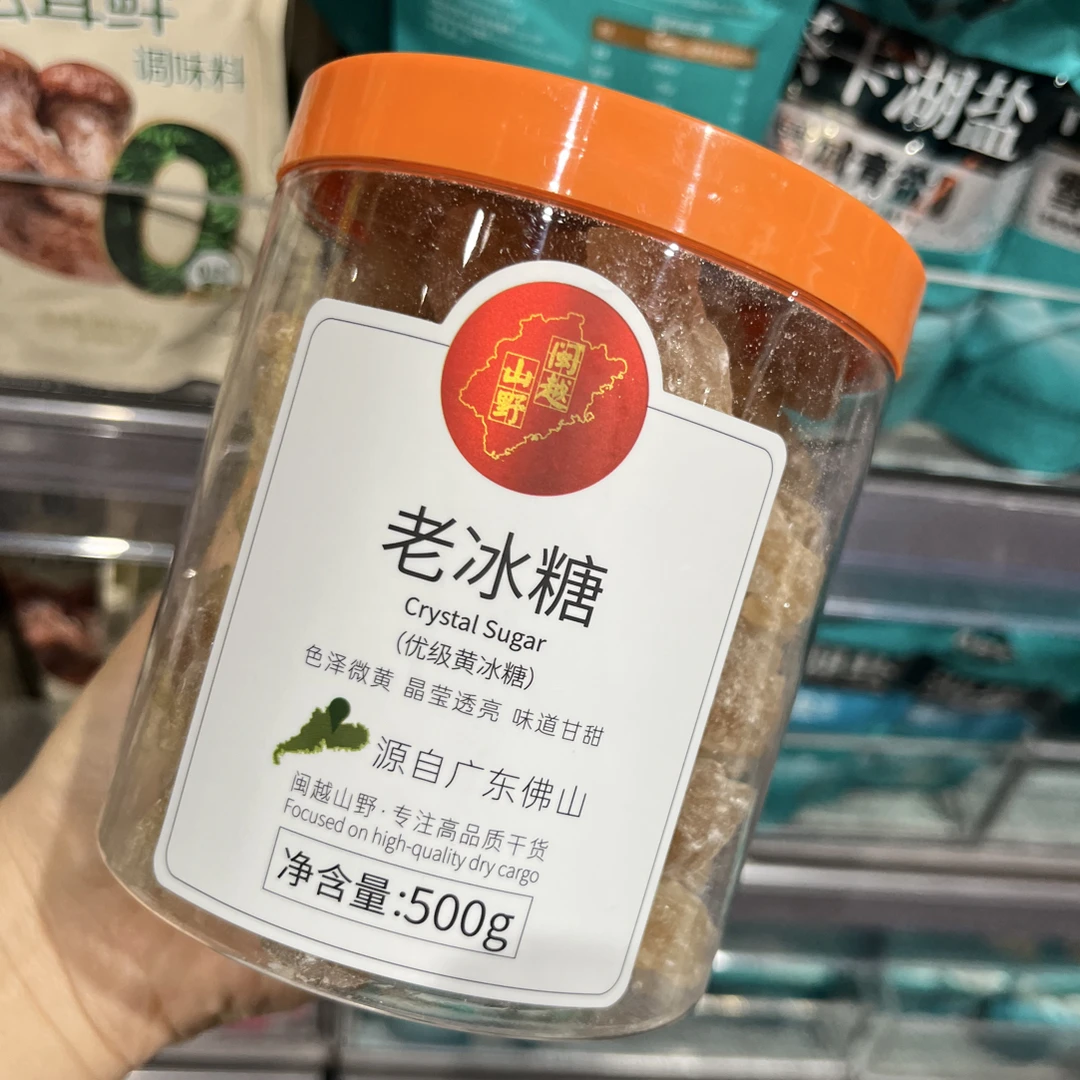 调味料
0
卡湖盐
闽越
山野
老冰糖
Crystal Sugar
(优级黄冰糖)
色泽微黄 晶莹透亮 味道甘甜
源自广东佛山
闽越山野·专注高品质干货
Focused on high-quality dry cargo
净含量:500g